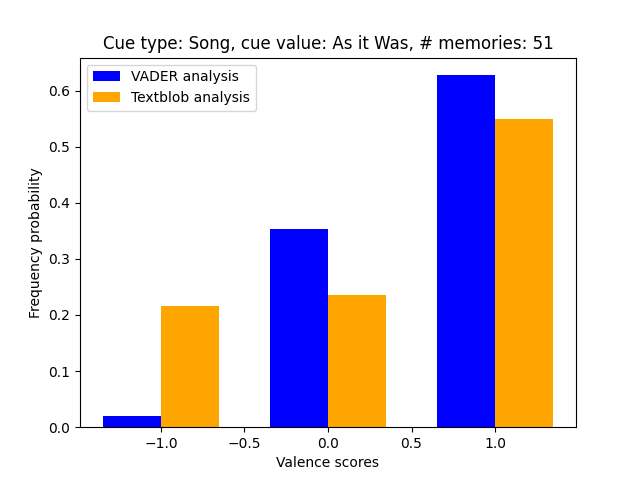 Cue type: Song, cue value: As it Was, # memories: 51
VADER analysis
Textblob analysis
Frequency probability
0.6
0.5
0.4
0.3
0.2
0.1
0.0
−1.0 −0.5 0.0 0.5 1.0
Valence scores